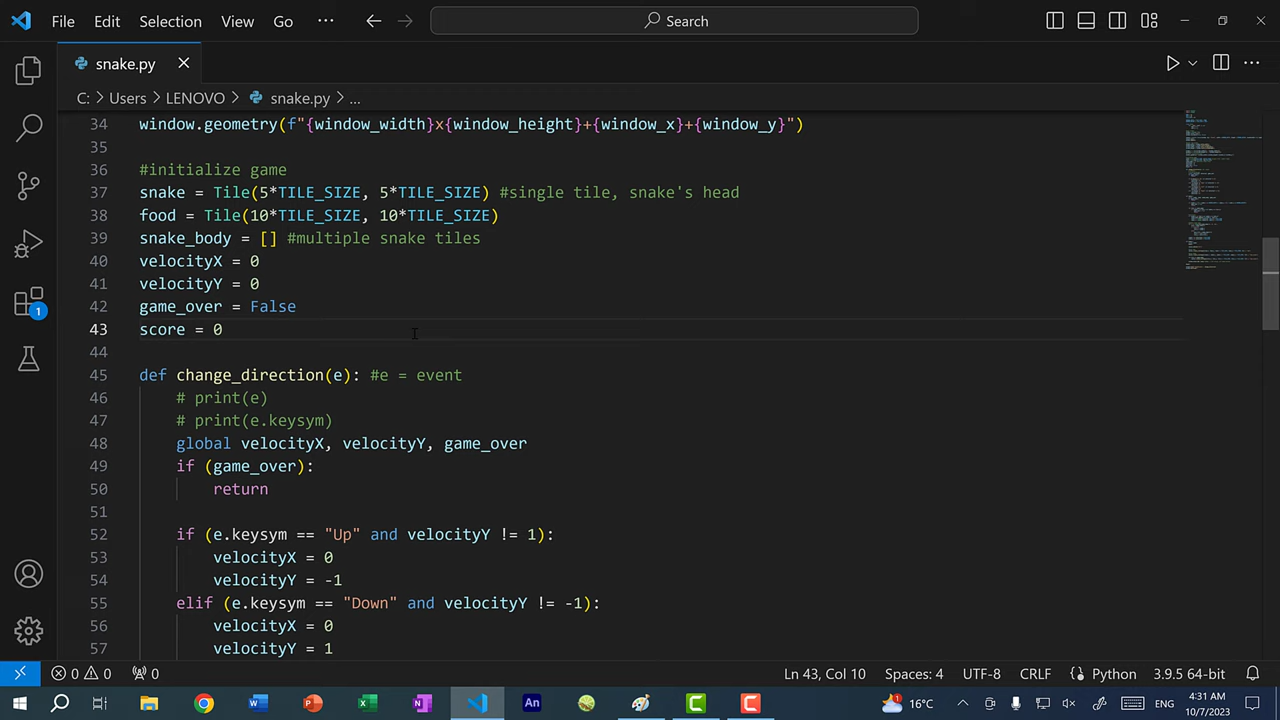 File Edit Selection View Go ··· Search
snake.py
C: > Users > LENOVO > snake.py > ...
34 window.geometry(f"{window_width}x{window_height}+{window_x}+{window_y}")
35
36 #initialize game
37 snake = Tile(5*TILE_SIZE, 5*TILE_SIZE) #single tile, snake's head
38 food = Tile(10*TILE_SIZE, 10*TILE_SIZE)
39 snake_body = [] #multiple snake tiles
40 velocityX = 0
41 velocityY = 0
42 game_over = False
43 score = 0
44
45 def change_direction(e): #e = event
46 # print(e)
47 # print(e.keysym)
48 global velocityX, velocityY, game_over
49 if (game_over):
50 return
51
52 if (e.keysym == "Up" and velocityY != 1):
53 velocityX = 0
54 velocityY = -1
55 elif (e.keysym == "Down" and velocityY != -1):
56 velocityX = 0
57 velocityY = 1
1
0 0 0 Ln 43, Col 10 Spaces: 4 UTF-8 CRLF Python 3.9.5 64-bit
An 16°C 4:31 AM
10/7/2023